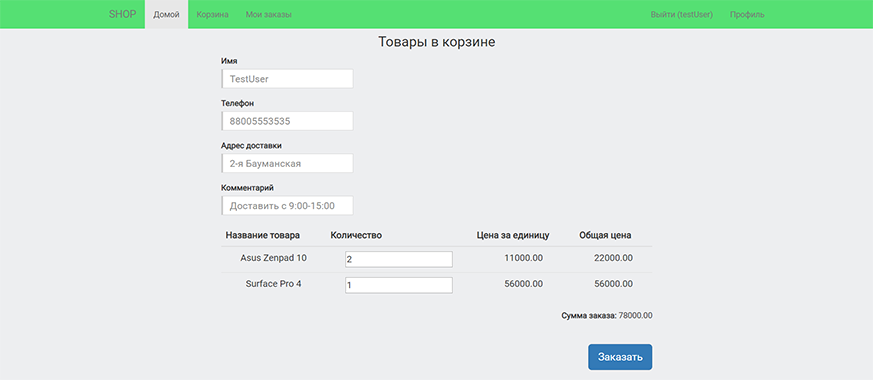 SHOP Домой Корзина Мои заказы Выйти (testUser) Профиль
Товары в корзине
Имя
TestUser
Телефон
88005553535
Адрес доставки
2-я Бауманская
Комментарий
Доставить с 9:00-15:00
Название товара Количество Цена за единицу Общая цена
Asus Zenpad 10 2 11000.00 22000.00
Surface Pro 4 1 56000.00 56000.00
Сумма заказа: 78000.00
Заказать